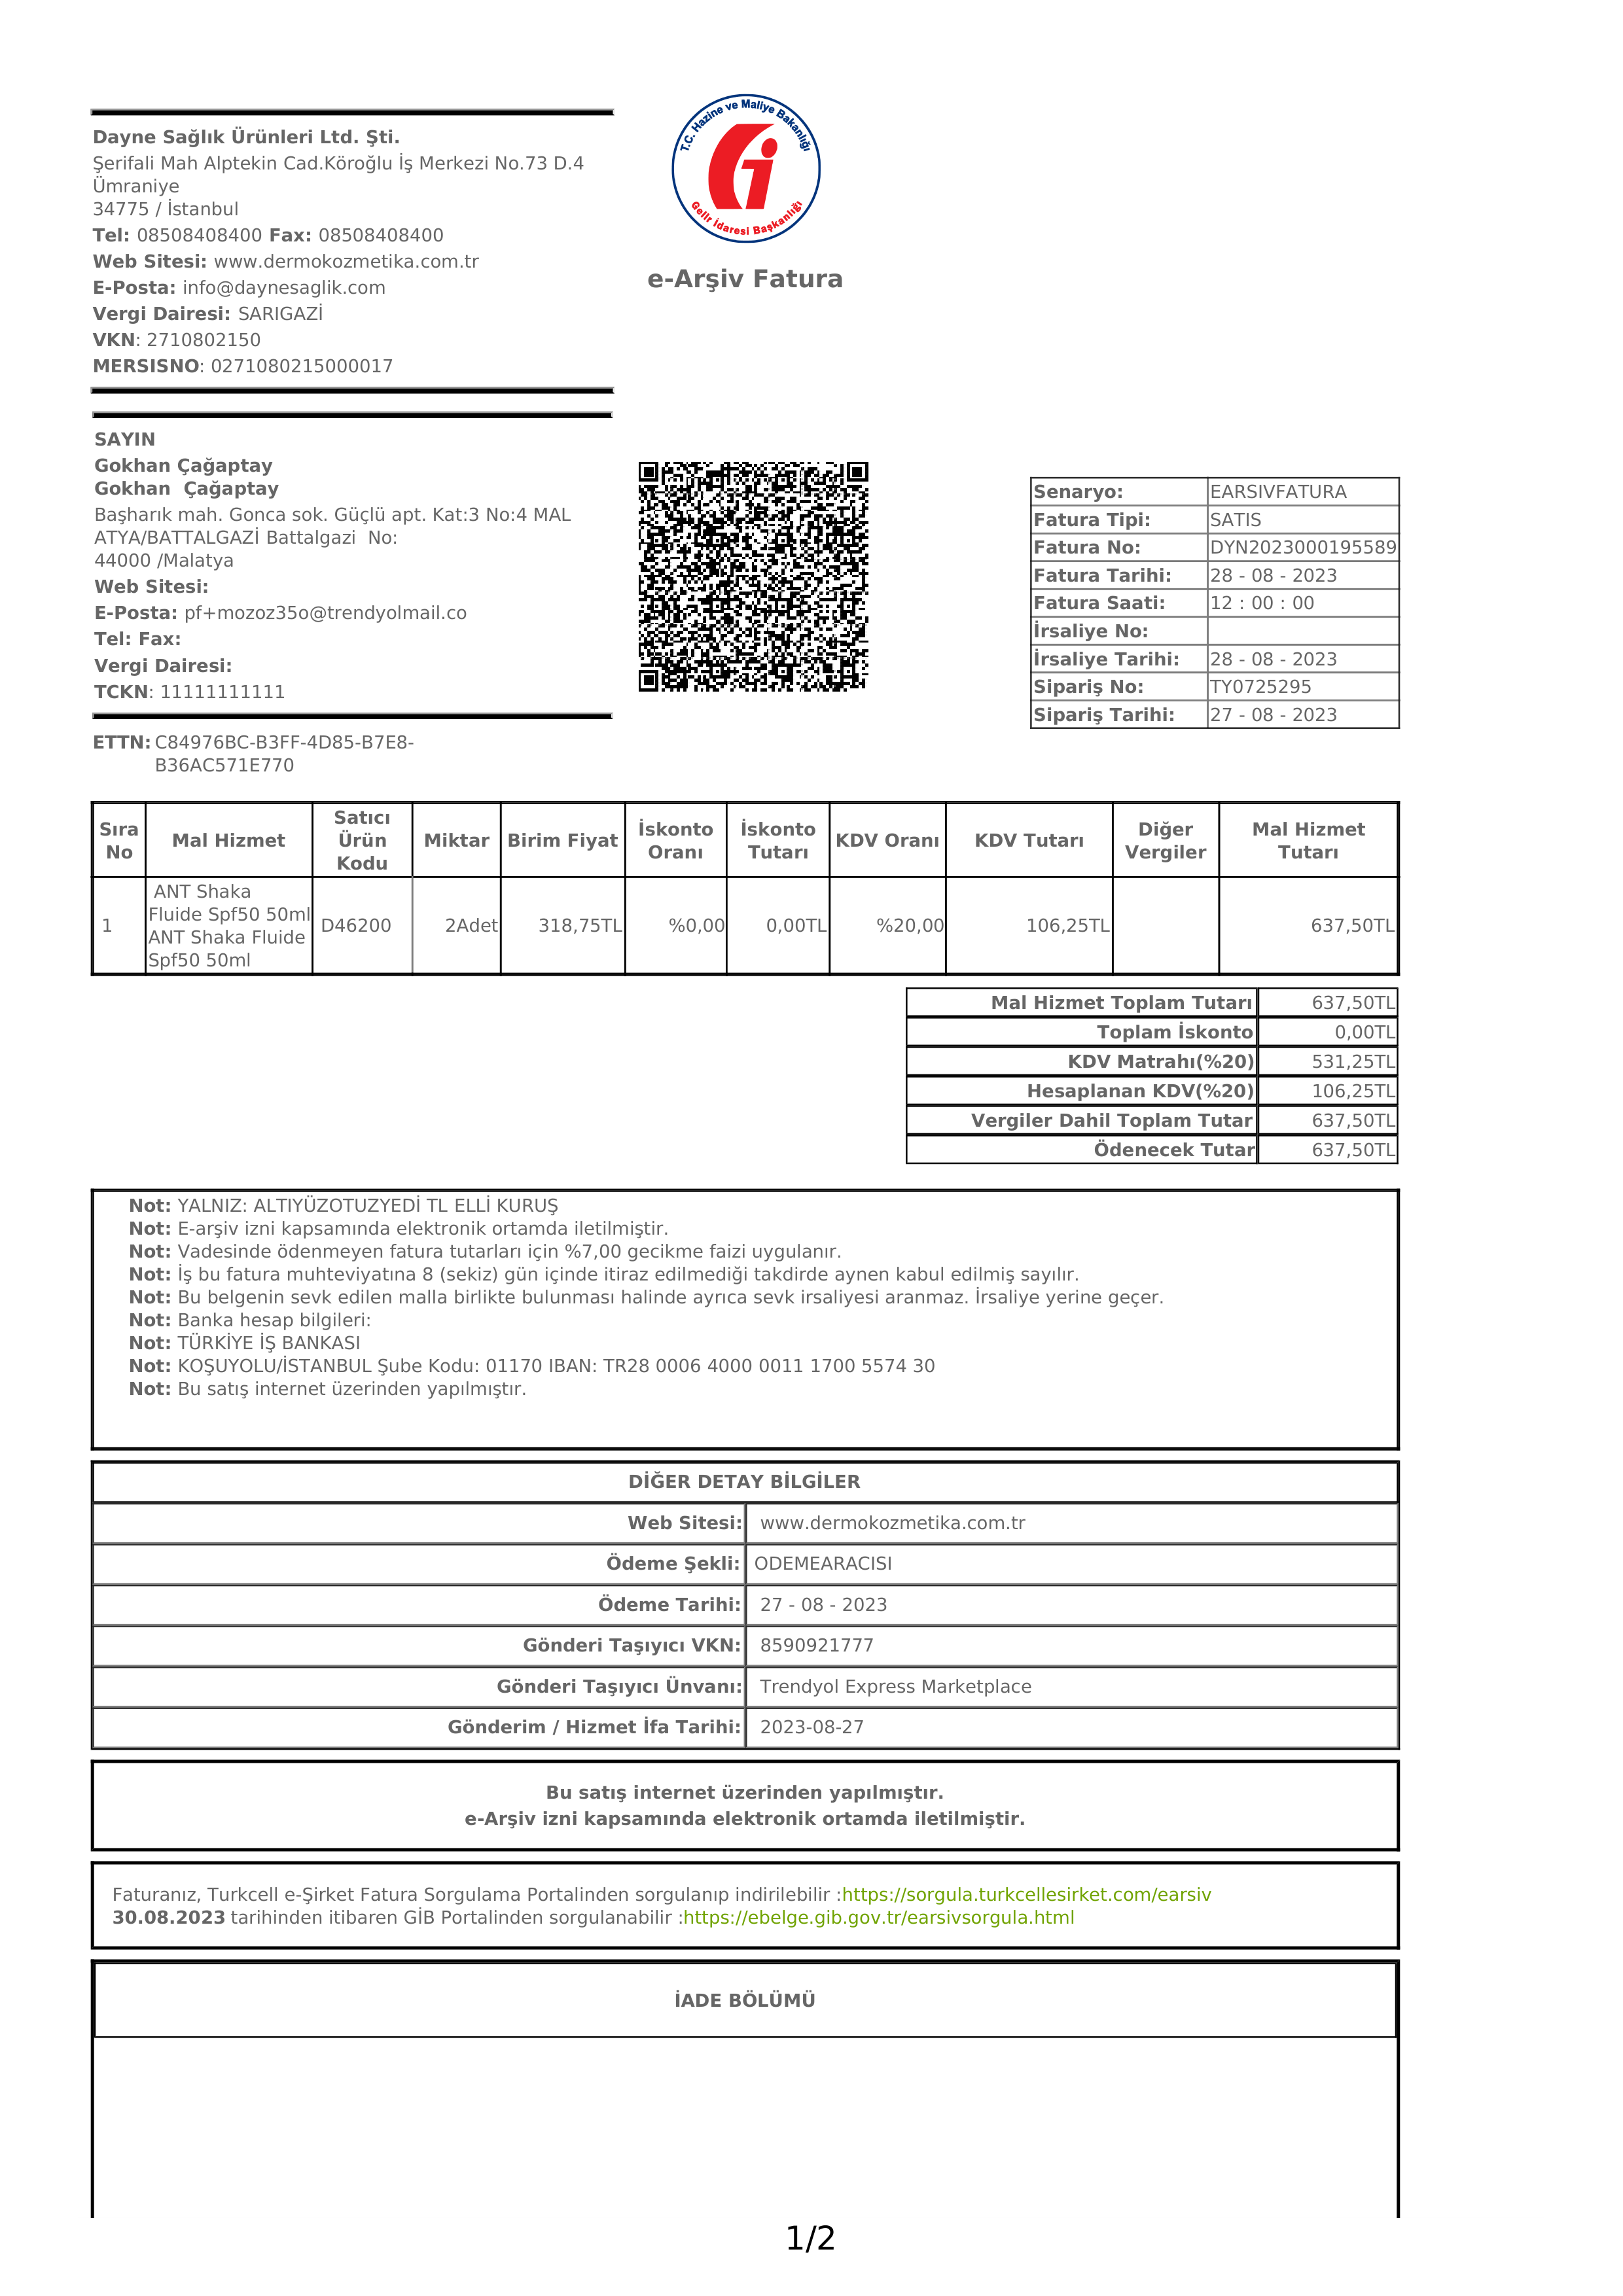 Dayne Sağlık Ürünleri Ltd. Şti.
Şerifali Mah Alptekin Cad.Köroğlu İş Merkezi No.73 D.4
Ümraniye
34775 / İstanbul
Tel: 08508408400 Fax: 08508408400
Web Sitesi: www.dermokozmetika.com.tr
E-Posta: info@daynesaglik.com
Vergi Dairesi: SARIGAZİ
VKN: 2710802150
MERSISNO: 0271080215000017
T.C. Hazine ve Maliye Bakanlığı
Gelir İdaresi Başkanlığı
e-Arşiv Fatura
SAYIN
Gokhan Çağaptay
Gokhan  Çağaptay
Başharık mah. Gonca sok. Güçlü apt. Kat:3 No:4 MAL
ATYA/BATTALGAZİ Battalgazi  No:
44000 /Malatya
Web Sitesi:
E-Posta: pf+mozoz35o@trendyolmail.co
Tel: Fax:
Vergi Dairesi:
TCKN: 11111111111
ETTN: C84976BC-B3FF-4D85-B7E8-
B36AC571E770
Senaryo: EARSIVFATURA
Fatura Tipi: SATIS
Fatura No: DYN2023000195589
Fatura Tarihi: 28 - 08 - 2023
Fatura Saati: 12 : 00 : 00
İrsaliye No:
İrsaliye Tarihi: 28 - 08 - 2023
Sipariş No: TY0725295
Sipariş Tarihi: 27 - 08 - 2023
Sıra No Mal Hizmet Satıcı Ürün Kodu Miktar Birim Fiyat İskonto Oranı İskonto Tutarı KDV Oranı KDV Tutarı Diğer Vergiler Mal Hizmet Tutarı
1 ANT Shaka Fluide Spf50 50ml ANT Shaka Fluide Spf50 50ml D46200 2Adet 318,75TL %0,00 0,00TL %20,00 106,25TL 637,50TL
Mal Hizmet Toplam Tutarı 637,50TL
Toplam İskonto 0,00TL
KDV Matrahı(%20) 531,25TL
Hesaplanan KDV(%20) 106,25TL
Vergiler Dahil Toplam Tutar 637,50TL
Ödenecek Tutar 637,50TL
Not: YALNIZ: ALTIYÜZOTUZYEDİ TL ELLİ KURUŞ
Not: E-arşiv izni kapsamında elektronik ortamda iletilmiştir.
Not: Vadesinde ödenmeyen fatura tutarları için %7,00 gecikme faizi uygulanır.
Not: İş bu fatura muhteviyatına 8 (sekiz) gün içinde itiraz edilmediği takdirde aynen kabul edilmiş sayılır.
Not: Bu belgenin sevk edilen malla birlikte bulunması halinde ayrıca sevk irsaliyesi aranmaz. İrsaliye yerine geçer.
Not: Banka hesap bilgileri:
Not: TÜRKİYE İŞ BANKASI
Not: KOŞUYOLU/İSTANBUL Şube Kodu: 01170 IBAN: TR28 0006 4000 0011 1700 5574 30
Not: Bu satış internet üzerinden yapılmıştır.
DİĞER DETAY BİLGİLER
Web Sitesi: www.dermokozmetika.com.tr
Ödeme Şekli: ODEMEARACISI
Ödeme Tarihi: 27 - 08 - 2023
Gönderi Taşıyıcı VKN: 8590921777
Gönderi Taşıyıcı Ünvanı: Trendyol Express Marketplace
Gönderim / Hizmet İfa Tarihi: 2023-08-27
Bu satış internet üzerinden yapılmıştır.
e-Arşiv izni kapsamında elektronik ortamda iletilmiştir.
Faturanız, Turkcell e-Şirket Fatura Sorgulama Portalinden sorgulanıp indirilebilir :https://sorgula.turkcellesirket.com/earsiv
30.08.2023 tarihinden itibaren GİB Portalinden sorgulanabilir :https://ebelge.gib.gov.tr/earsivsorgula.html
İADE BÖLÜMÜ
1/2